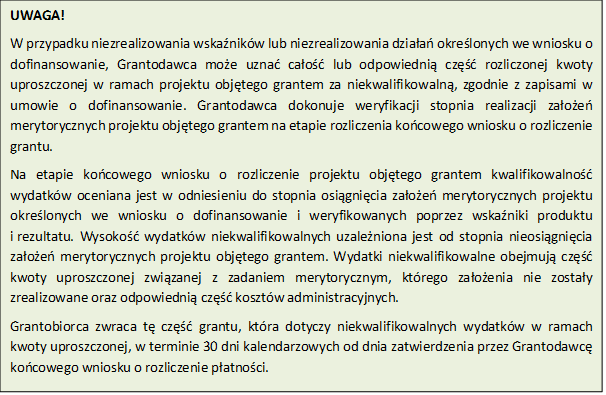 UWAGA!
W przypadku niezrealizowania wskaźników lub niezrealizowania działań określonych we wniosku o
dofinansowanie, Grantodawca może uznać całość lub odpowiednią część rozliczonej kwoty
uproszczonej w ramach projektu objętego grantem za niekwalifikowalną, zgodnie z zapisami w
umowie o dofinansowanie. Grantodawca dokonuje weryfikacji stopnia realizacji założeń
merytorycznych projektu objętego grantem na etapie rozliczenia końcowego wniosku o rozliczenie
grantu.
Na etapie końcowego wniosku o rozliczenie projektu objętego grantem kwalifikowalność
wydatków oceniana jest w odniesieniu do stopnia osiągnięcia założeń merytorycznych projektu
określonych we wniosku o dofinansowanie i weryfikowanych poprzez wskaźniki produktu
i rezultatu. Wysokość wydatków niekwalifikowalnych uzależniona jest od stopnia nieosiągnięcia
założeń merytorycznych projektu objętego grantem. Wydatki niekwalifikowalne obejmują część
kwoty uproszczonej związanej z zadaniem merytorycznym, którego założenia nie zostały
zrealizowane oraz odpowiednią część kosztów administracyjnych.
Grantobiorca zwraca tę część grantu, która dotyczy niekwalifikowalnych wydatków w ramach
kwoty uproszczonej, w terminie 30 dni kalendarzowych od dnia zatwierdzenia przez Grantodawcę
końcowego wniosku o rozliczenie płatności.